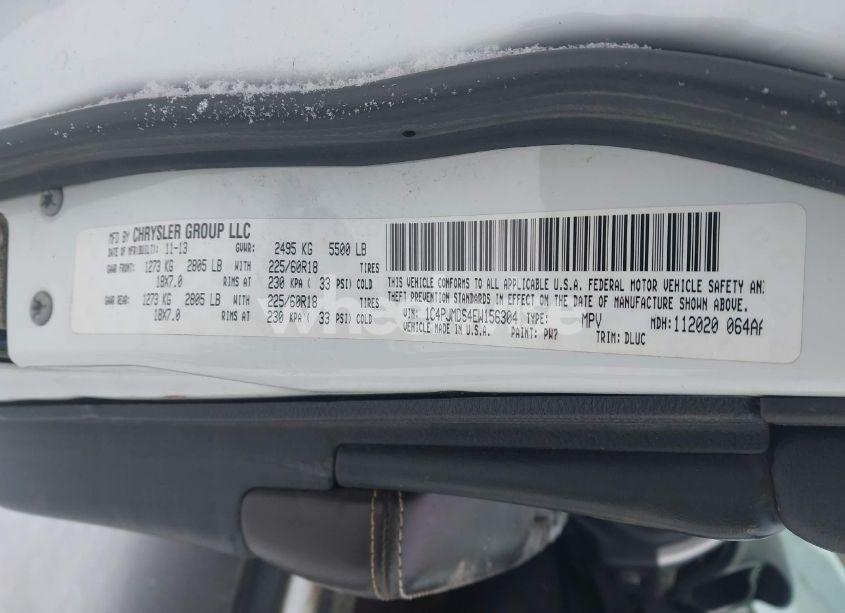 MFD BY CHRYSLER GROUP LLC
DATE OF MFR(BUILT): 11-13 GVWR: 2495 KG 5500 LB
GAWR FRONT: 1273 KG 2805 LB WITH 225/60R18 TIRES
18X7.0 RIMS AT 230 KPA( 33 PSI) COLD
GAWR REAR: 1273 KG 2805 LB WITH 225/60R18 TIRES
18X7.0 RIMS AT 230 KPA( 33 PSI) COLD
THIS VEHICLE CONFORMS TO ALL APPLICABLE U.S.A. FEDERAL MOTOR VEHICLE SAFETY AN
THEFT PREVENTION STANDARDS IN EFFECT ON THE DATE OF MANUFACTURE SHOWN ABOVE.
VIN: 1C4PJMDS4EW156304 TYPE: MPV MDH: 112020 064AA
MADE IN U.S.A. PAINT: PW7 TRIM: DLUC